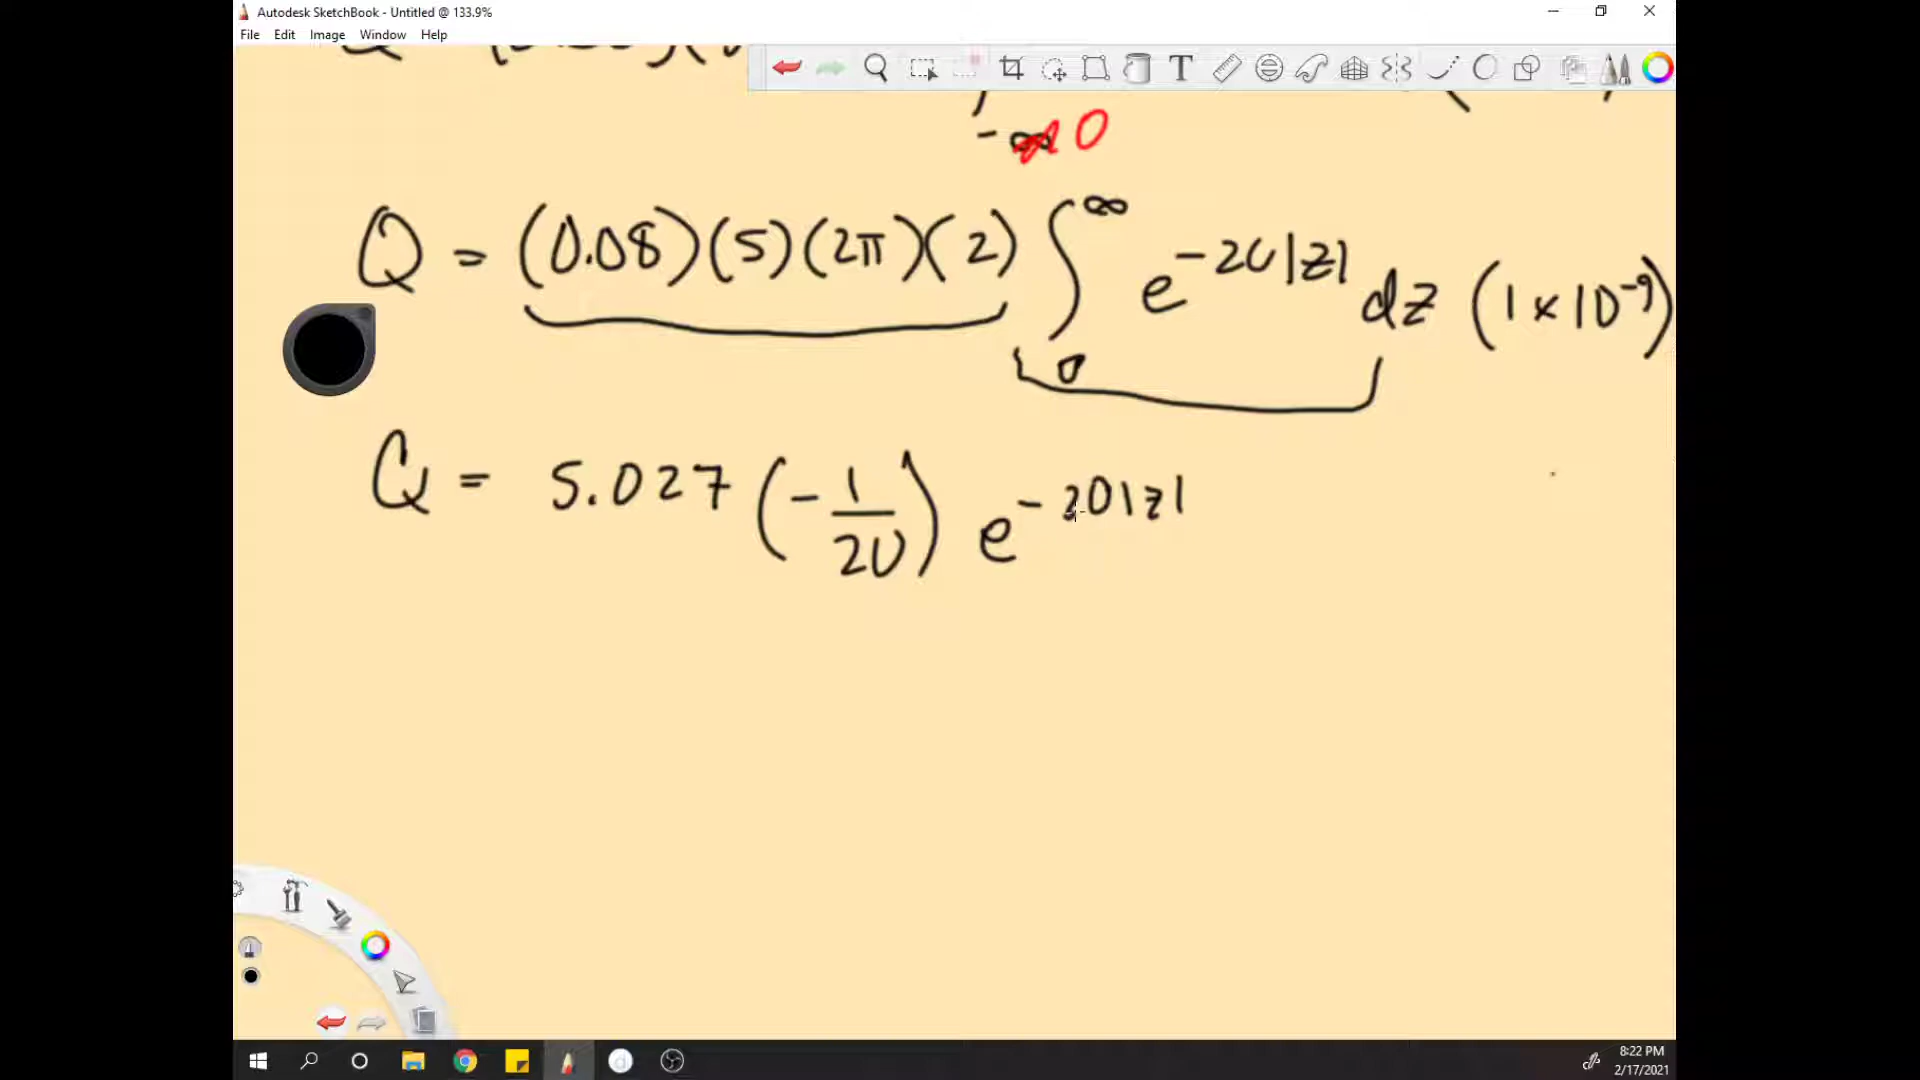 Autodesk SketchBook - Untitled @ 133.9%
File Edit Image Window Help
-∞ 0
Q = (0.08)(5)(2π)(2) ∫₀^∞ e^{-20|z|} dz (1×10^{-9})
Q = 5.027 (-1/20) e^{-20|z|}
8:22 PM
2/17/2021